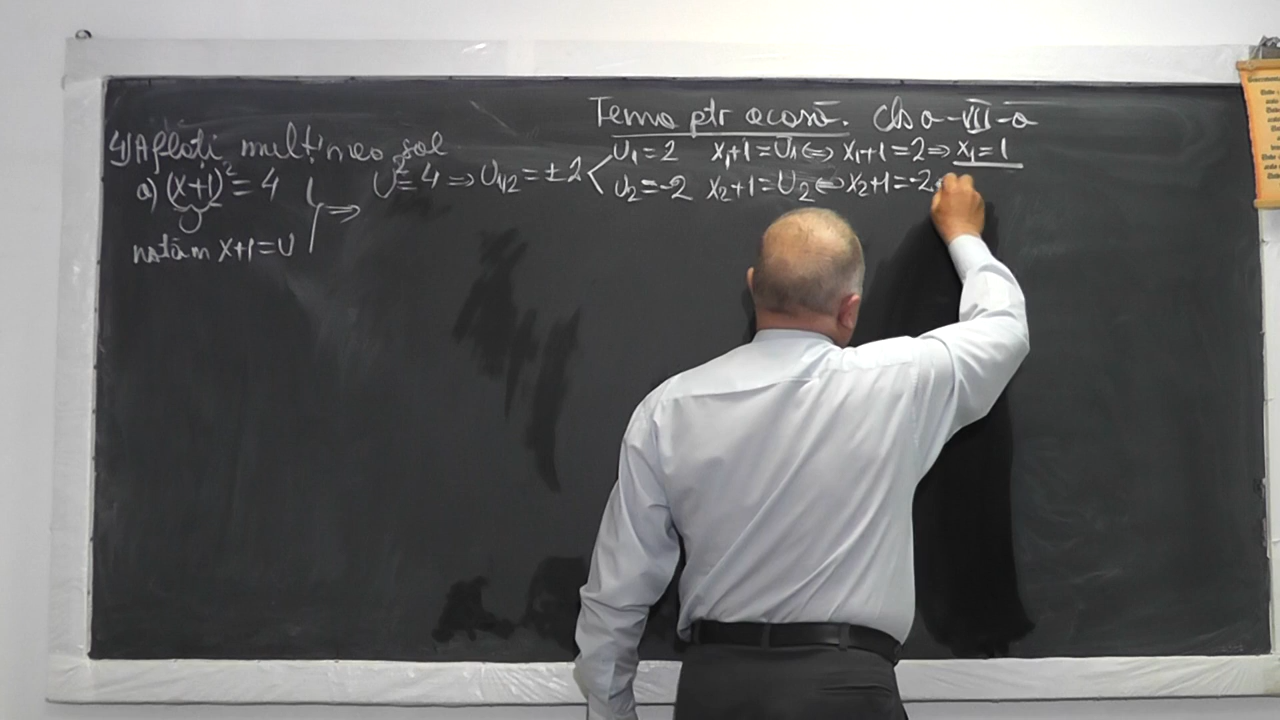 Temă ptr acasă. cls a-VII-a
4) Aflați mulțimea sol
a) (x+1)² = 4
notăm x+1=U
⇒ U²=4 ⇒ U₁,₂ = ±2
U₁=2 x₁+1=U₁ ⇔ x₁+1=2 ⇒ x₁=1
U₂=-2 x₂+1=U₂ ⇔ x₂+1=-2